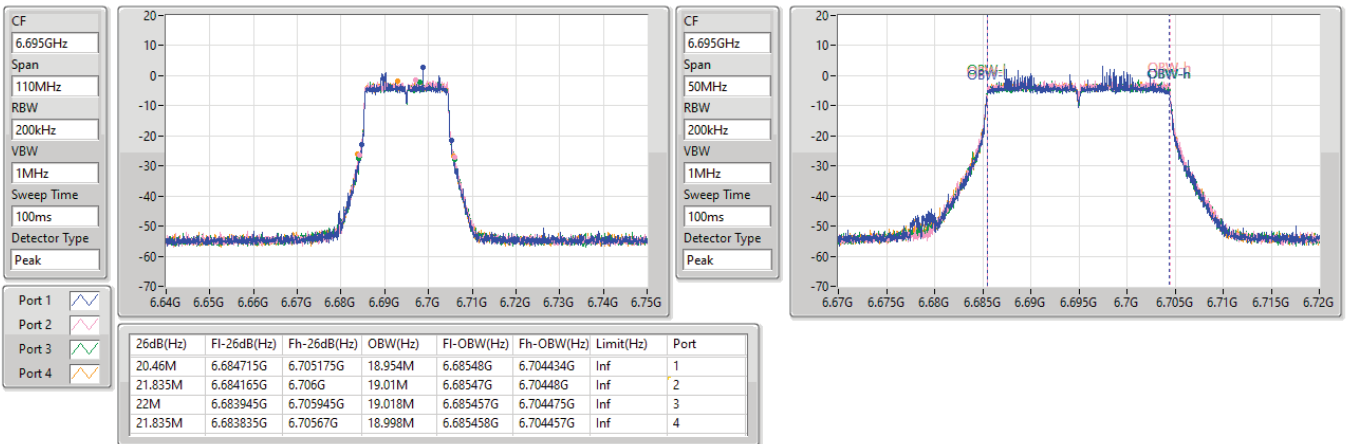 CF
6.695GHz
Span
110MHz
RBW
200kHz
VBW
1MHz
Sweep Time
100ms
Detector Type
Peak
20
10
0
-10
-20
-30
-40
-50
-60
-70
6.64G 6.65G 6.66G 6.67G 6.68G 6.69G 6.7G 6.71G 6.72G 6.73G 6.74G 6.75G
CF
6.695GHz
Span
50MHz
RBW
200kHz
VBW
1MHz
Sweep Time
100ms
Detector Type
Peak
20
10
0
-10
-20
-30
-40
-50
-60
-70
OBW-h
OBW-h
6.67G 6.675G 6.68G 6.685G 6.69G 6.695G 6.7G 6.705G 6.71G 6.715G 6.72G
Port 1
Port 2
Port 3
Port 4
26dB(Hz) Fl-26dB(Hz) Fh-26dB(Hz) OBW(Hz) Fl-OBW(Hz) Fh-OBW(Hz) Limit(Hz) Port
20.46M 6.684715G 6.705175G 18.954M 6.68548G 6.704434G Inf 1
21.835M 6.684165G 6.706G 19.01M 6.68547G 6.70448G Inf 2
22M 6.683945G 6.705945G 19.018M 6.685457G 6.704475G Inf 3
21.835M 6.683835G 6.70567G 18.998M 6.685458G 6.704457G Inf 4